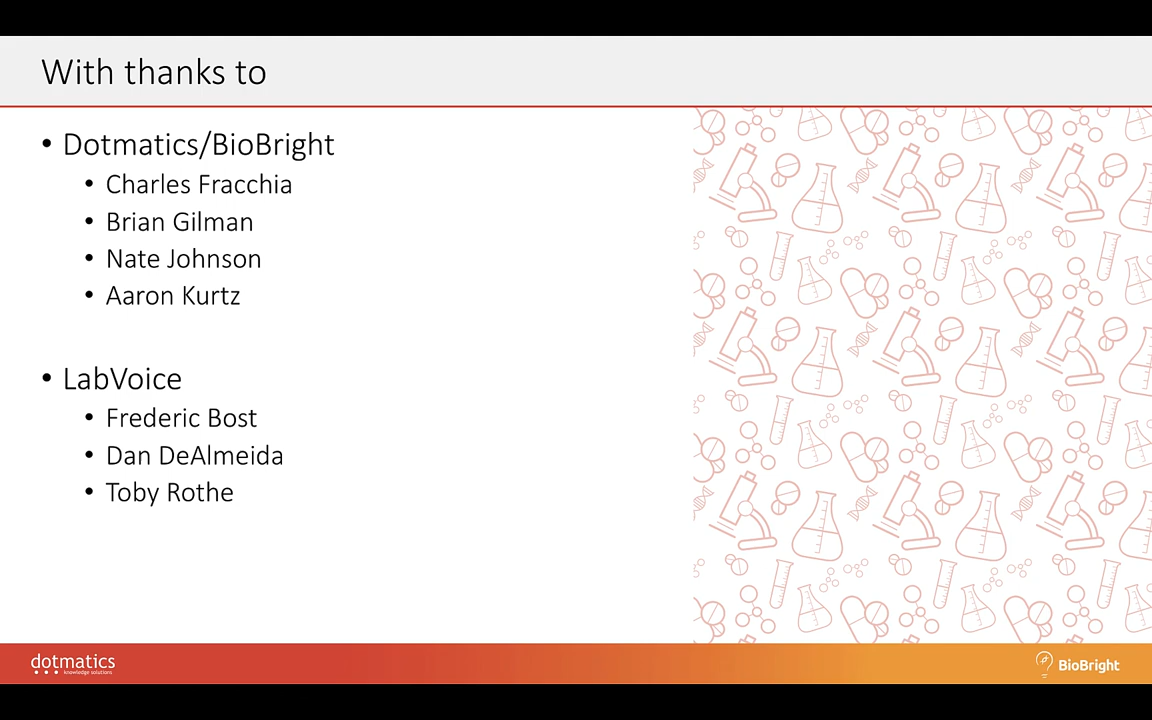 With thanks to
• Dotmatics/BioBright
• Charles Fracchia
• Brian Gilman
• Nate Johnson
• Aaron Kurtz
• LabVoice
• Frederic Bost
• Dan DeAlmeida
• Toby Rothe
dotmatics
knowledge solutions
BioBright